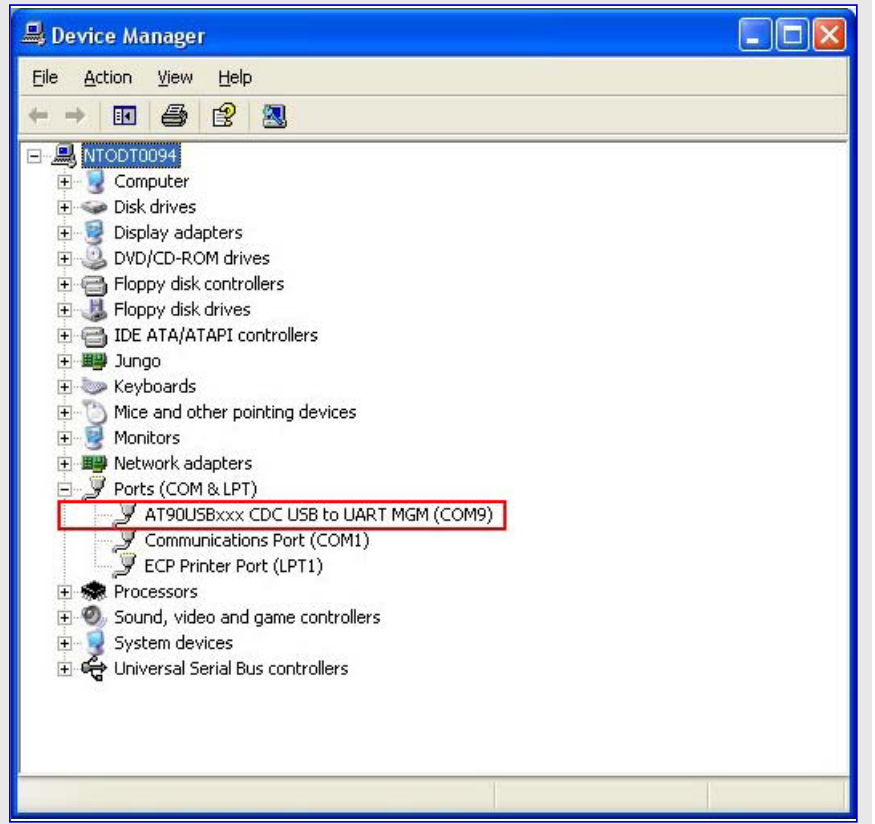 Device Manager
File Action View Help
NTODT0094
Computer
Disk drives
Display adapters
DVD/CD-ROM drives
Floppy disk controllers
Floppy disk drives
IDE ATA/ATAPI controllers
Jungo
Keyboards
Mice and other pointing devices
Monitors
Network adapters
Ports (COM & LPT)
AT90USBxxx CDC USB to UART MGM (COM9)
Communications Port (COM1)
ECP Printer Port (LPT1)
Processors
Sound, video and game controllers
System devices
Universal Serial Bus controllers